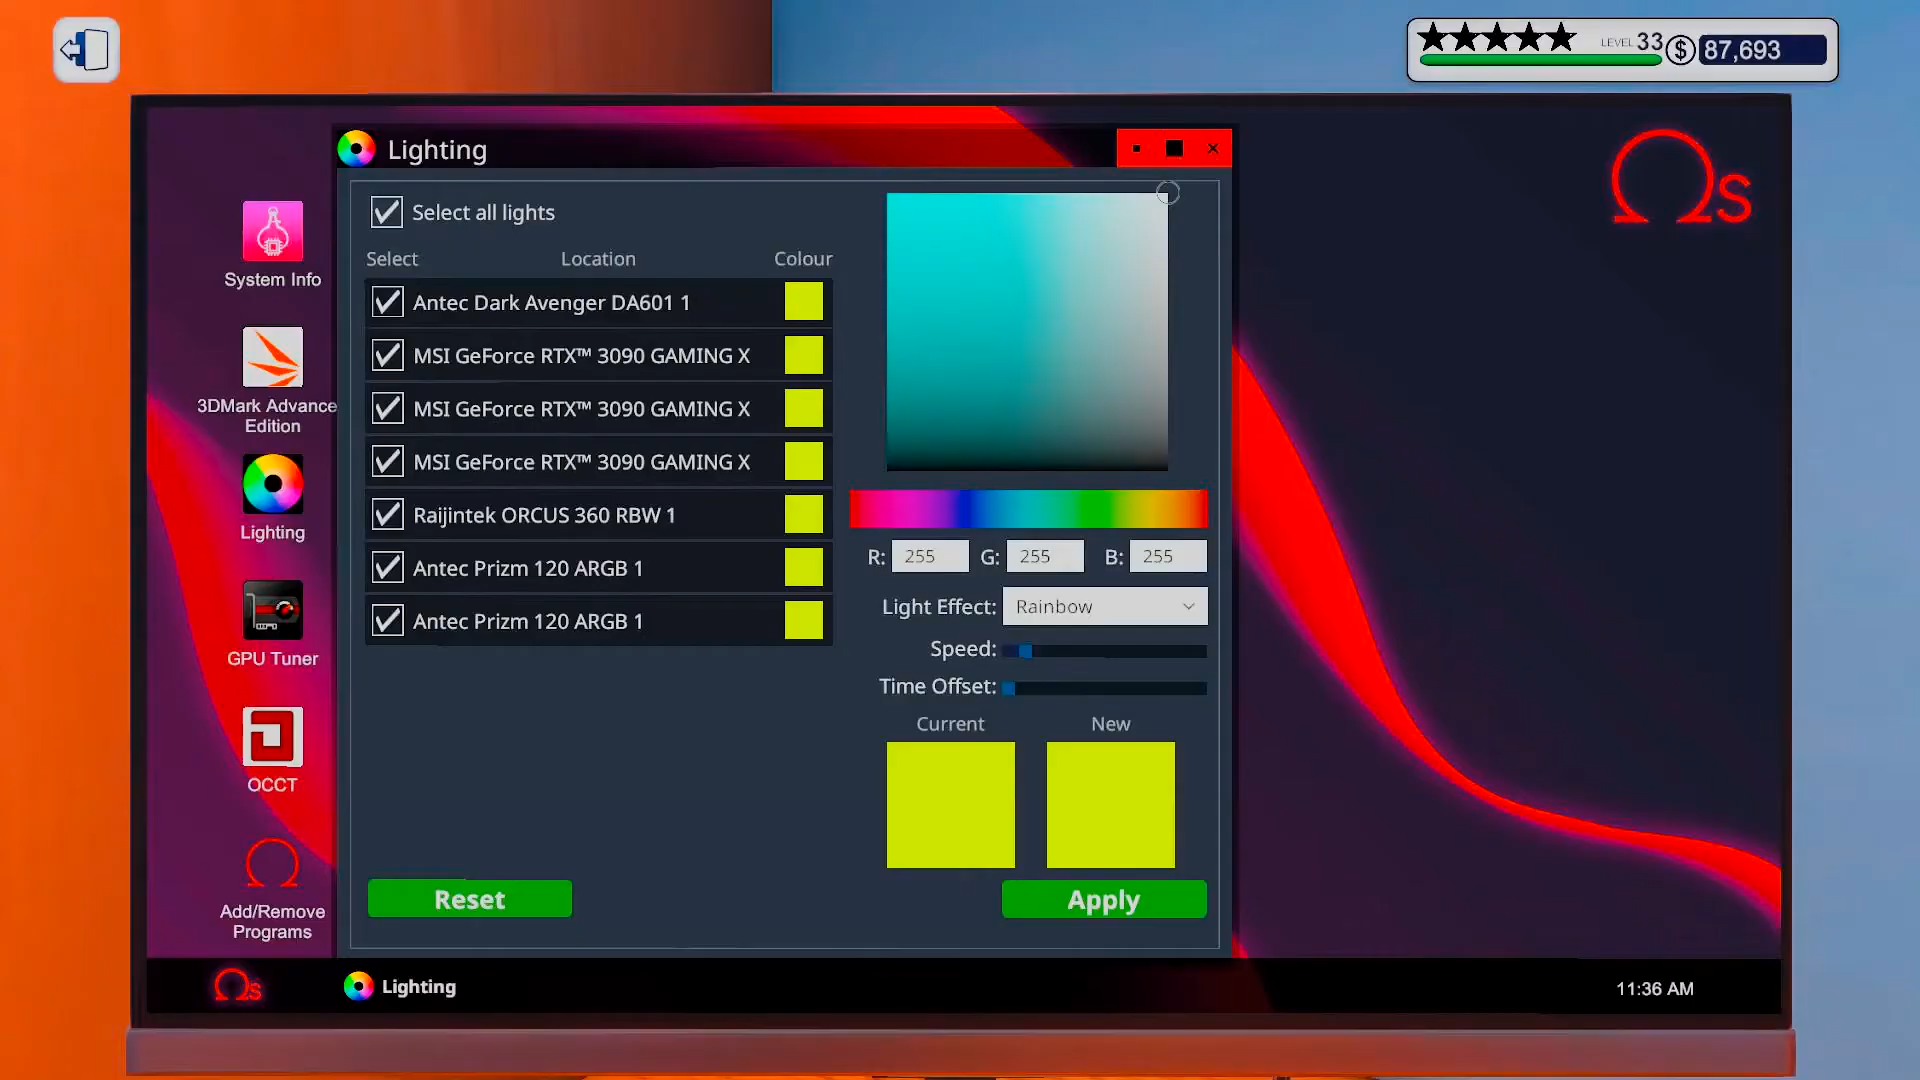 LEVEL 33
$ 87,693
Lighting
Ωs
Select all lights
Select Location Colour
Antec Dark Avenger DA601 1
MSI GeForce RTX™ 3090 GAMING X
MSI GeForce RTX™ 3090 GAMING X
MSI GeForce RTX™ 3090 GAMING X
Raijintek ORCUS 360 RBW 1
Antec Prizm 120 ARGB 1
Antec Prizm 120 ARGB 1
R: 255 G: 255 B: 255
Light Effect: Rainbow
Speed:
Time Offset:
Current New
Reset
Apply
System Info
3DMark Advance
Edition
Lighting
GPU Tuner
OCCT
Add/Remove
Programs
Ωs
Lighting
11:36 AM